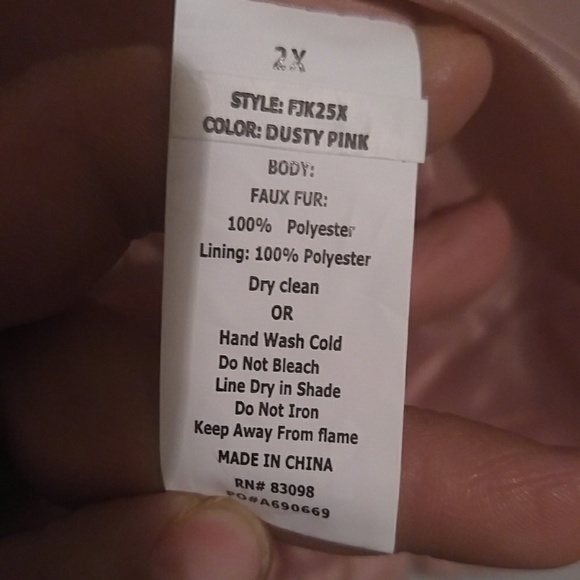 2X
STYLE: FJK25X
COLOR: DUSTY PINK
BODY:
FAUX FUR:
100% Polyester
Lining: 100% Polyester
Dry clean
OR
Hand Wash Cold
Do Not Bleach
Line Dry in Shade
Do Not Iron
Keep Away From flame
MADE IN CHINA
RN# 83098
PO#A690669